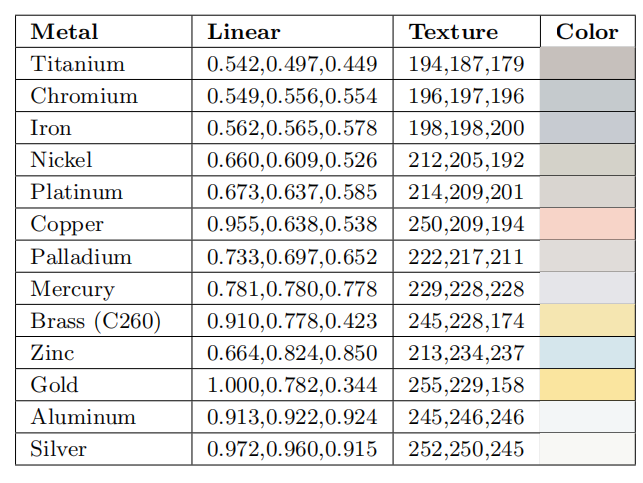 Metal Linear Texture Color
Titanium 0.542,0.497,0.449 194,187,179
Chromium 0.549,0.556,0.554 196,197,196
Iron 0.562,0.565,0.578 198,198,200
Nickel 0.660,0.609,0.526 212,205,192
Platinum 0.673,0.637,0.585 214,209,201
Copper 0.955,0.638,0.538 250,209,194
Palladium 0.733,0.697,0.652 222,217,211
Mercury 0.781,0.780,0.778 229,228,228
Brass (C260) 0.910,0.778,0.423 245,228,174
Zinc 0.664,0.824,0.850 213,234,237
Gold 1.000,0.782,0.344 255,229,158
Aluminum 0.913,0.922,0.924 245,246,246
Silver 0.972,0.960,0.915 252,250,245